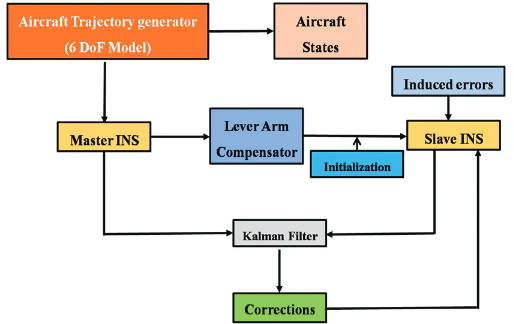 Aircraft Trajectory generator
(6 DoF Model)
Aircraft
States
Induced errors
Master INS
Lever Arm
Compensator
Initialization
Slave INS
Kalman Filter
Corrections